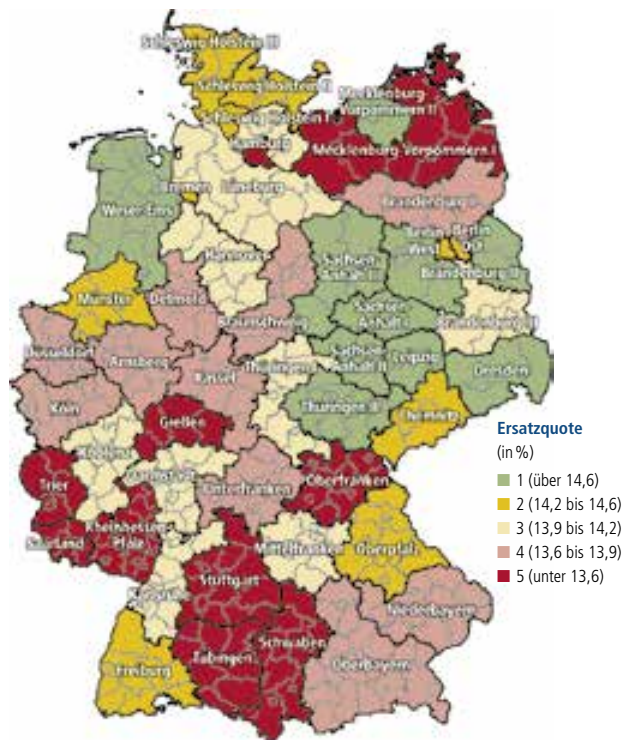 Schleswig Holstein III
Schleswig Holstein II
Schleswig Holstein I
Mecklenburg-
Vorpommern II
Hamburg
Mecklenburg-Vorpommern I
Bremen
Lüneburg
Weser-Ems
Brandenburg I
Berlin
West
Berlin
Ost
Hannover
Sachsen-
Brandenburg II
Münster
Detmold
Braunschweig
Sachsen-
Anhalt I
Brandenburg III
Düsseldorf
Arnsberg
Kassel
Thüringen I
Sachsen-
Anhalt II
Leipzig
Dresden
Köln
Thüringen II
Chemnitz
Gießen
Koblenz
Trier
Darmstadt
Unterfranken
Oberfranken
Saarland
Rheinhessen-
Pfalz
Mittelfranken
Oberpfalz
Karlsruhe
Stuttgart
Niederbayern
Freiburg
Tübingen
Schwaben
Oberbayern
Ersatzquote
(in %)
1 (über 14,6)
2 (14,2 bis 14,6)
3 (13,9 bis 14,2)
4 (13,6 bis 13,9)
5 (unter 13,6)